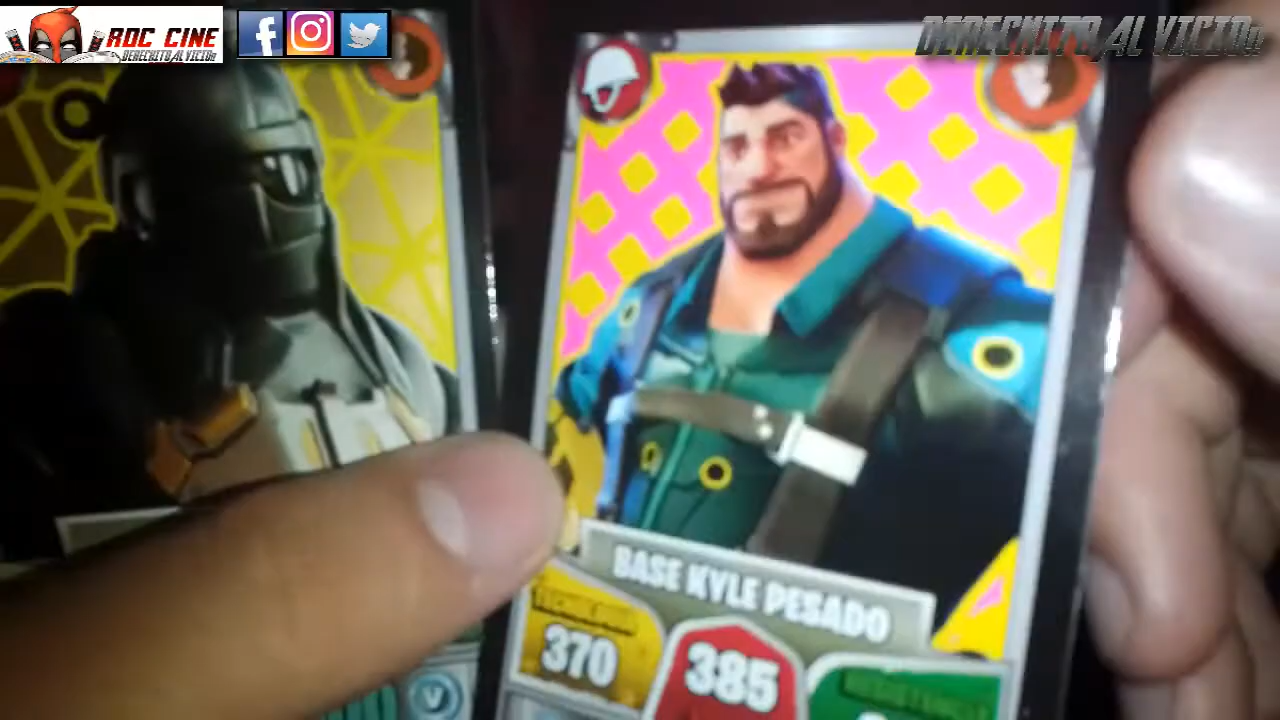 ROC CINE
DERECHITO AL VICIO!!
DERECHITO AL VICIO!!
BASE KYLE PESADO
370
385
V